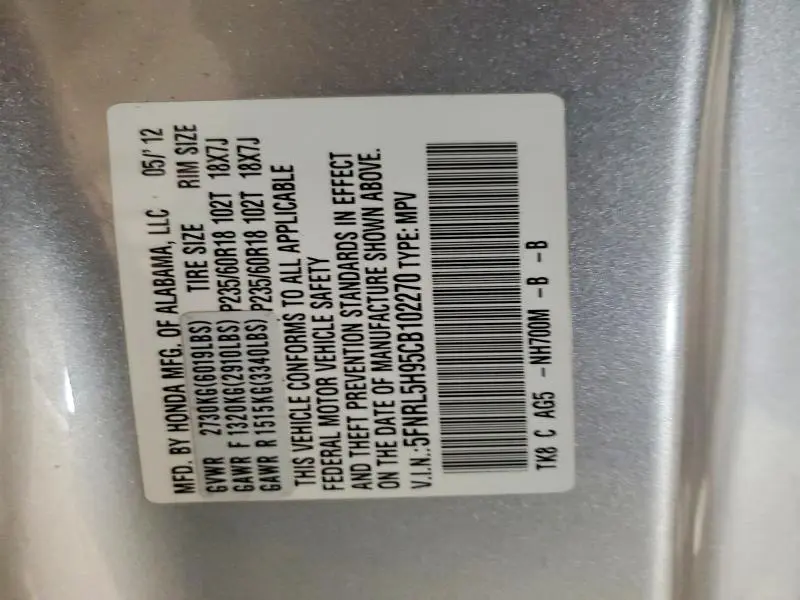 MFD. BY HONDA MFG. OF ALABAMA, LLC. 05/'12
TIRE SIZE RIM SIZE
GVWR 2730KG(6019LBS)
GAWR F 1320KG(2910LBS) P235/60R18 102T 18X7J
GAWR R 1515KG(3340LBS) P235/60R18 102T 18X7J
THIS VEHICLE CONFORMS TO ALL APPLICABLE
FEDERAL MOTOR VEHICLE SAFETY
AND THEFT PREVENTION STANDARDS IN EFFECT
ON THE DATE OF MANUFACTURE SHOWN ABOVE.
V.I.N.:5FNRL5H95CB102270 TYPE: MPV
TK8 C AG5 -NH700M -B -B